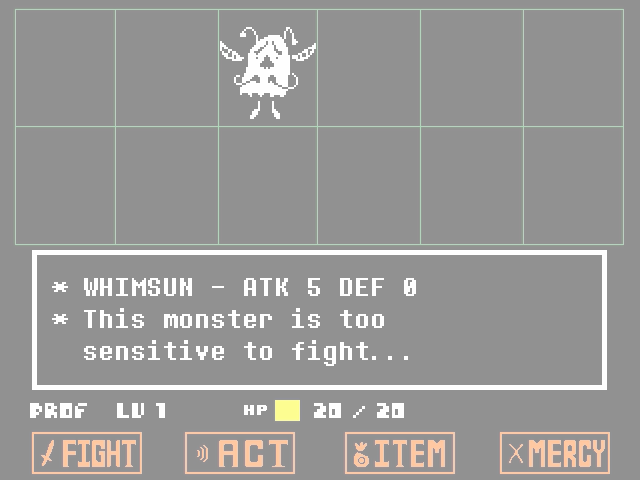 * WHIMSUN - ATK 5 DEF 0
* This monster is too
sensitive to fight...
PROF LV 1 HP 20 / 20
FIGHT ACT ITEM MERCY